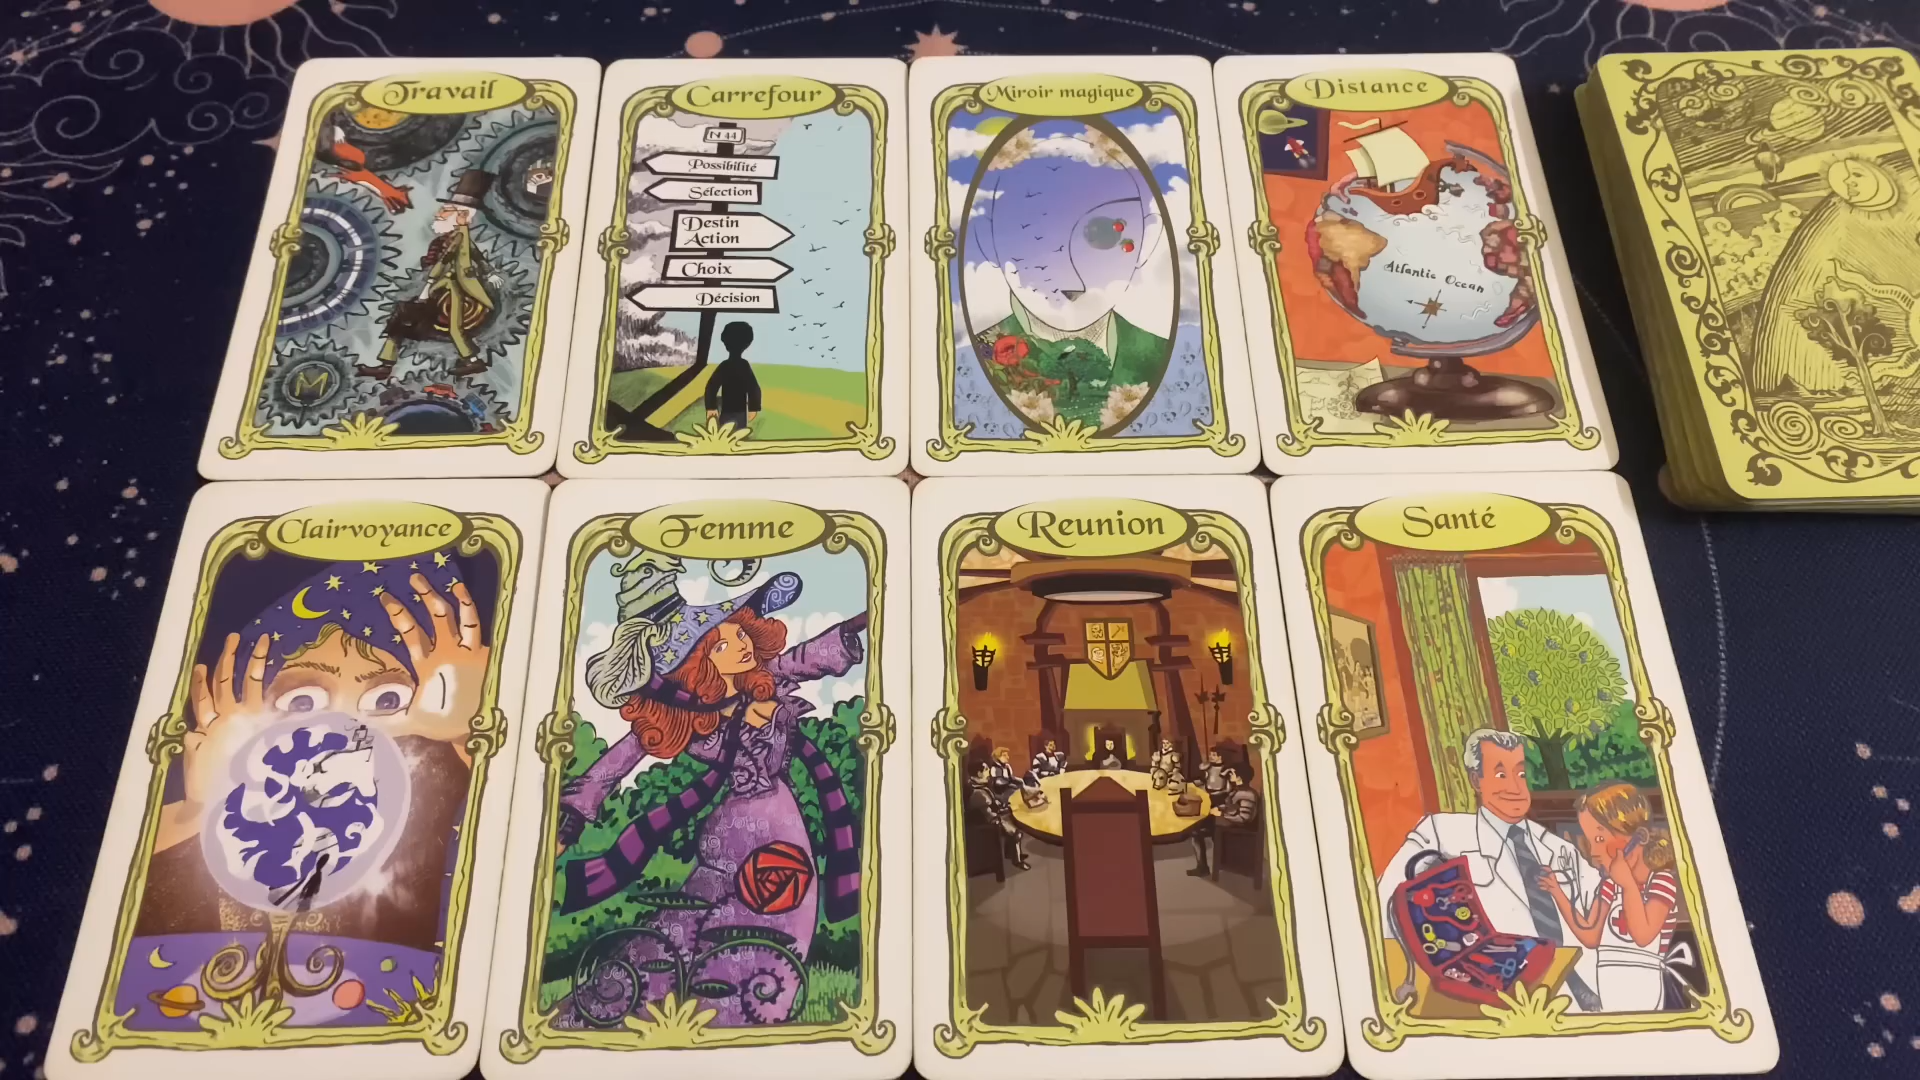 Travail
Carrefour
N 44
Possibilité
Sélection
Destin
Action
Choix
Décision
Miroir magique
Distance
Atlantic Ocean
M
Clairvoyance
Femme
Reunion
Santé